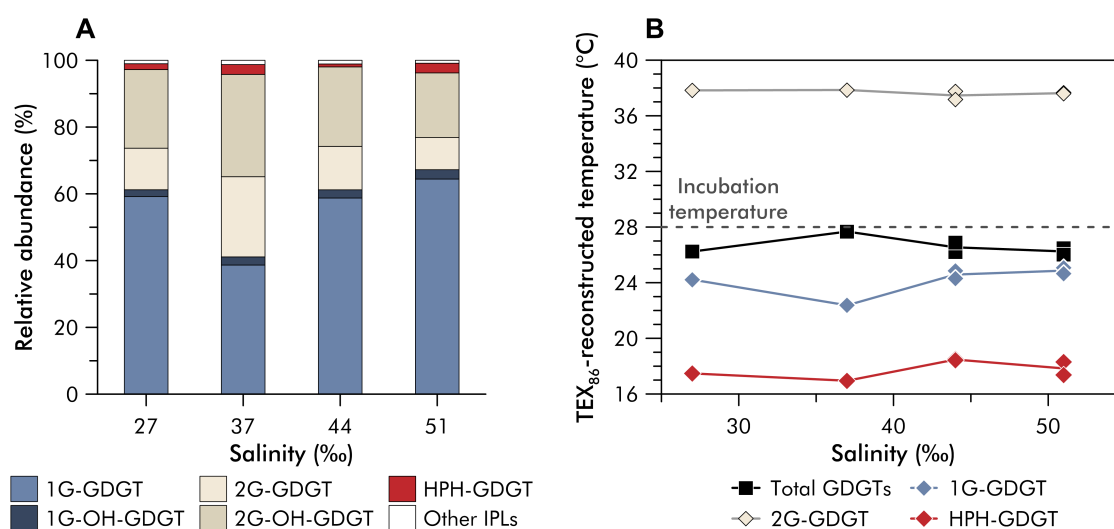 A
Relative abundance (%)
100
80
60
40
20
0
27
37
44
51
Salinity (‰)
1G-GDGT
2G-GDGT
HPH-GDGT
1G-OH-GDGT
2G-OH-GDGT
Other IPLs
B
TEX₈₆-reconstructed temperature (°C)
40
36
32
28
24
20
16
Incubation
temperature
30
40
50
Salinity (‰)
Total GDGTs
1G-GDGT
2G-GDGT
HPH-GDGT